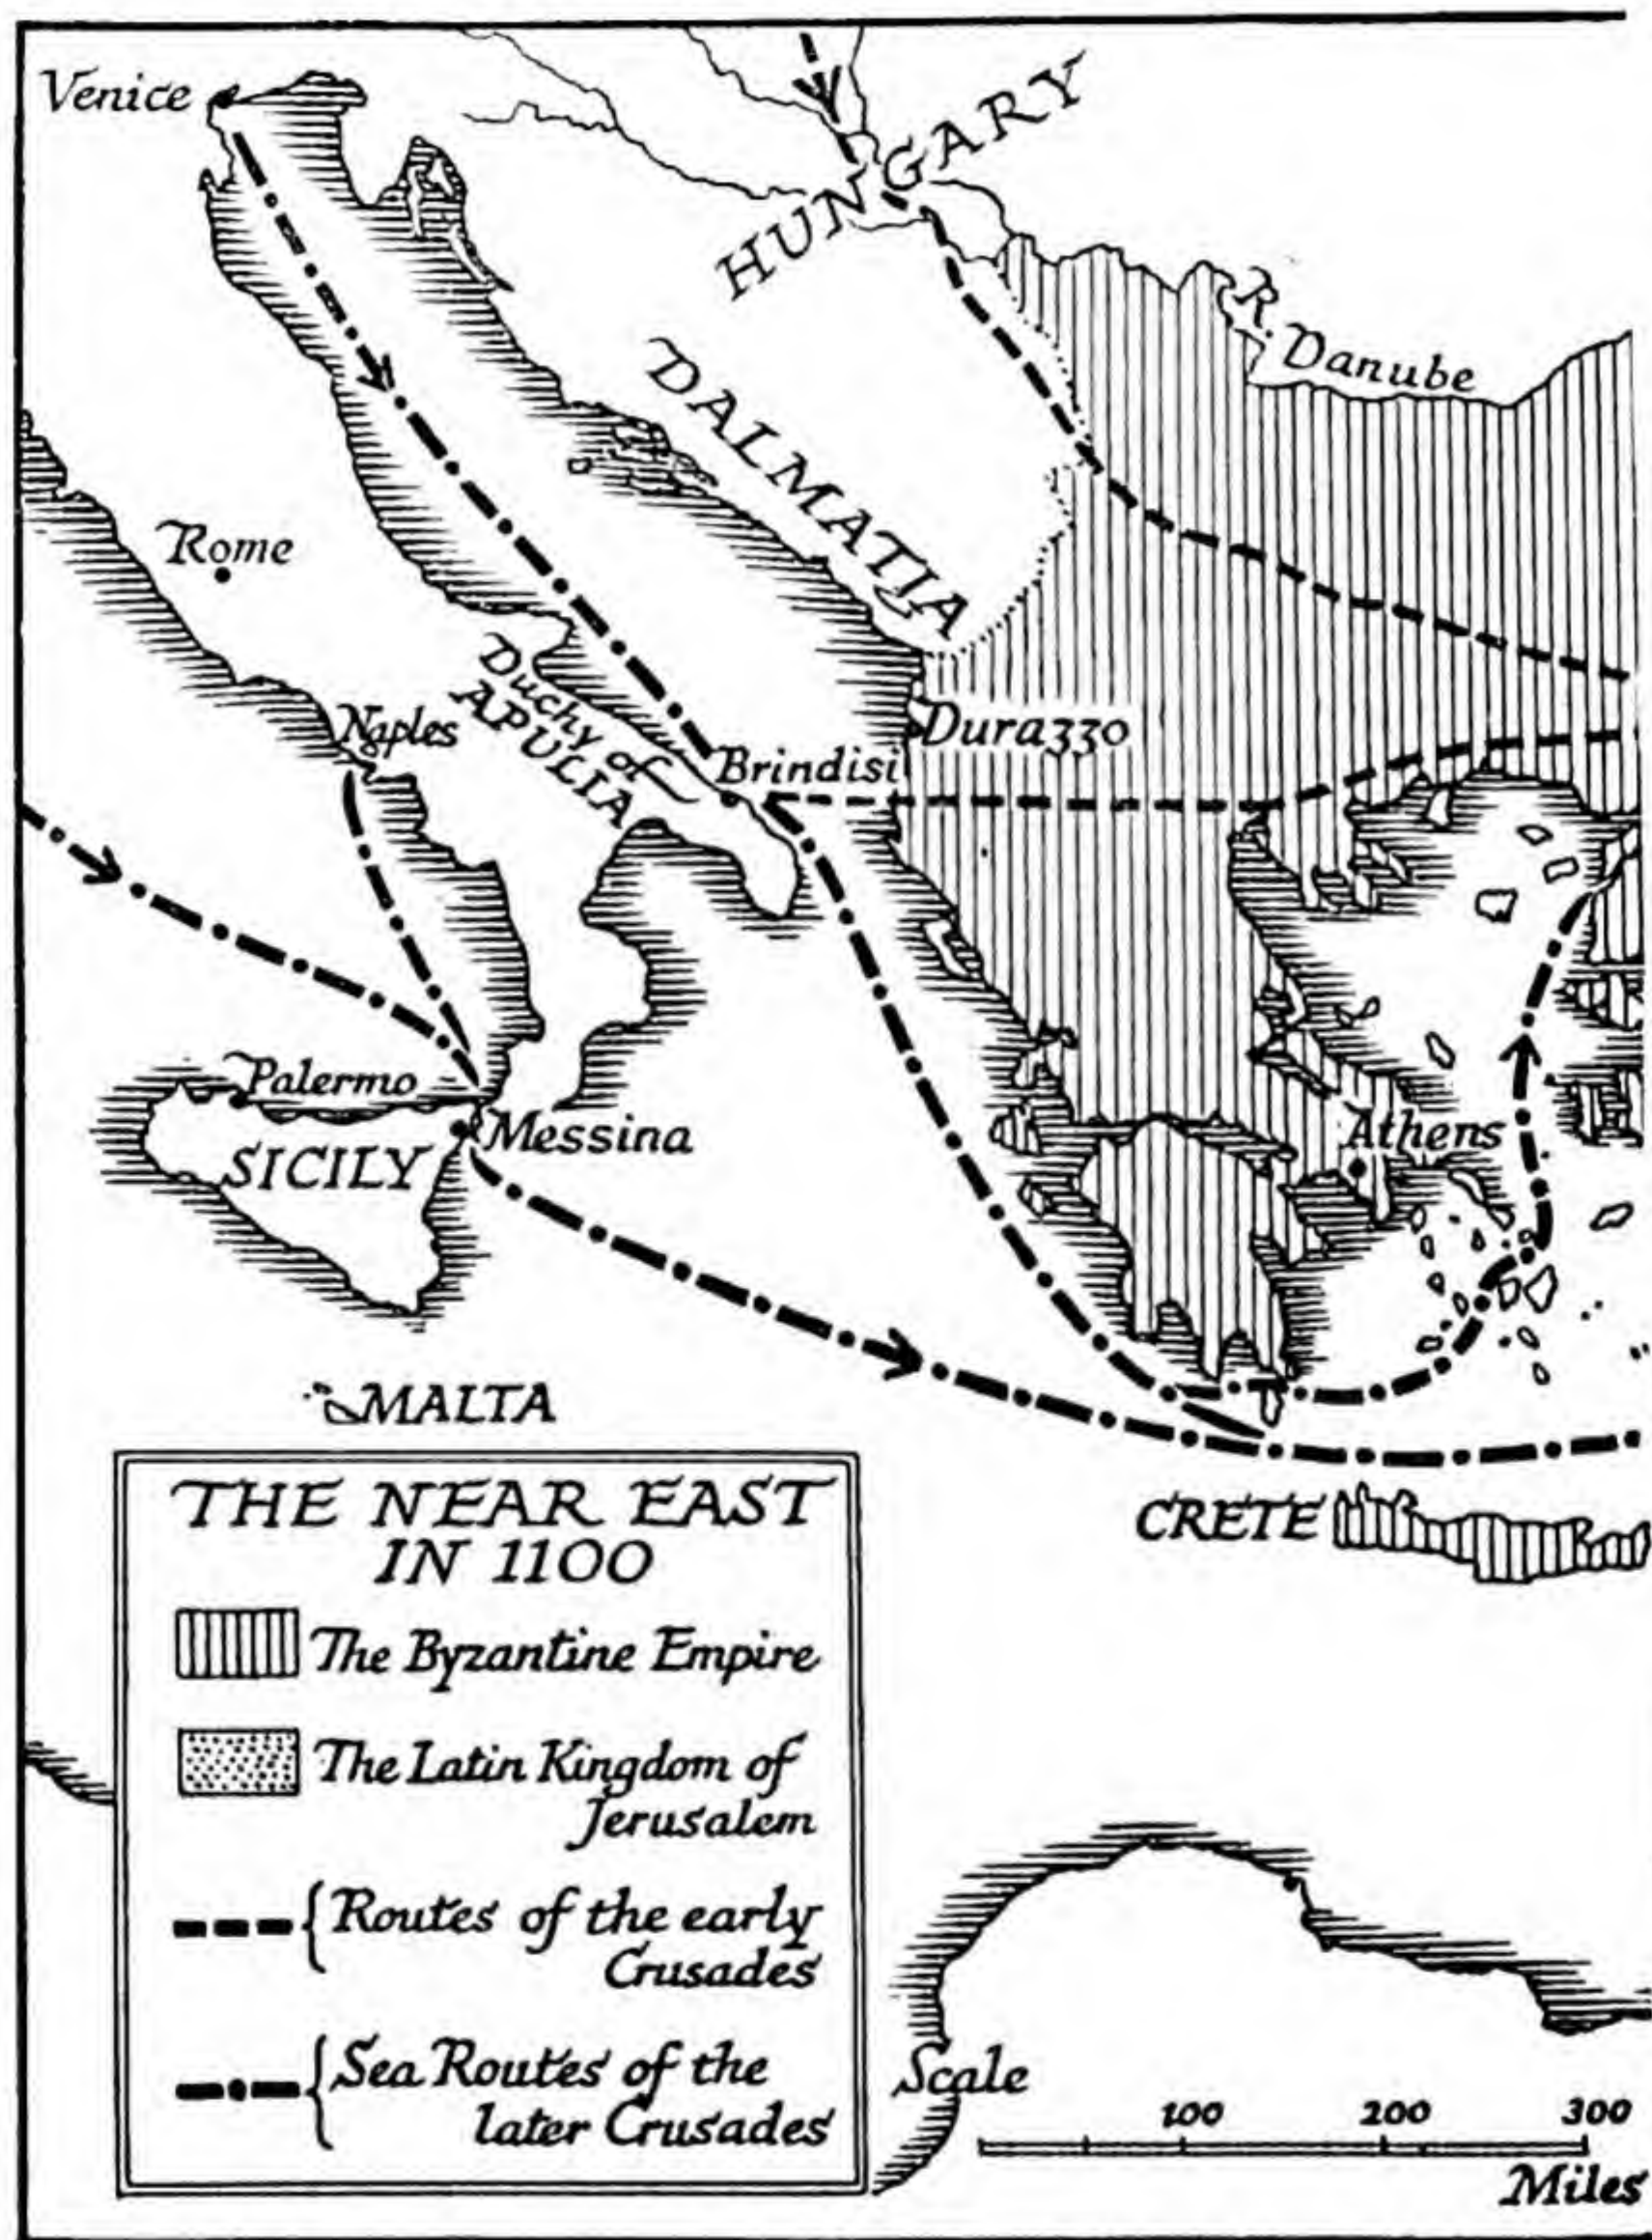 Venice
HUNGARY
R. Danube
DALMATIA
Rome
Duchy of
APULIA
Naples
Brindisi
Durazzo
Palermo
Messina
SICILY
Athens
MALTA
CRETE
THE NEAR EAST
IN 1100
The Byzantine Empire
The Latin Kingdom of
Jerusalem
Routes of the early
Crusades
Sea Routes of the
later Crusades
Scale
100 200 300
Miles